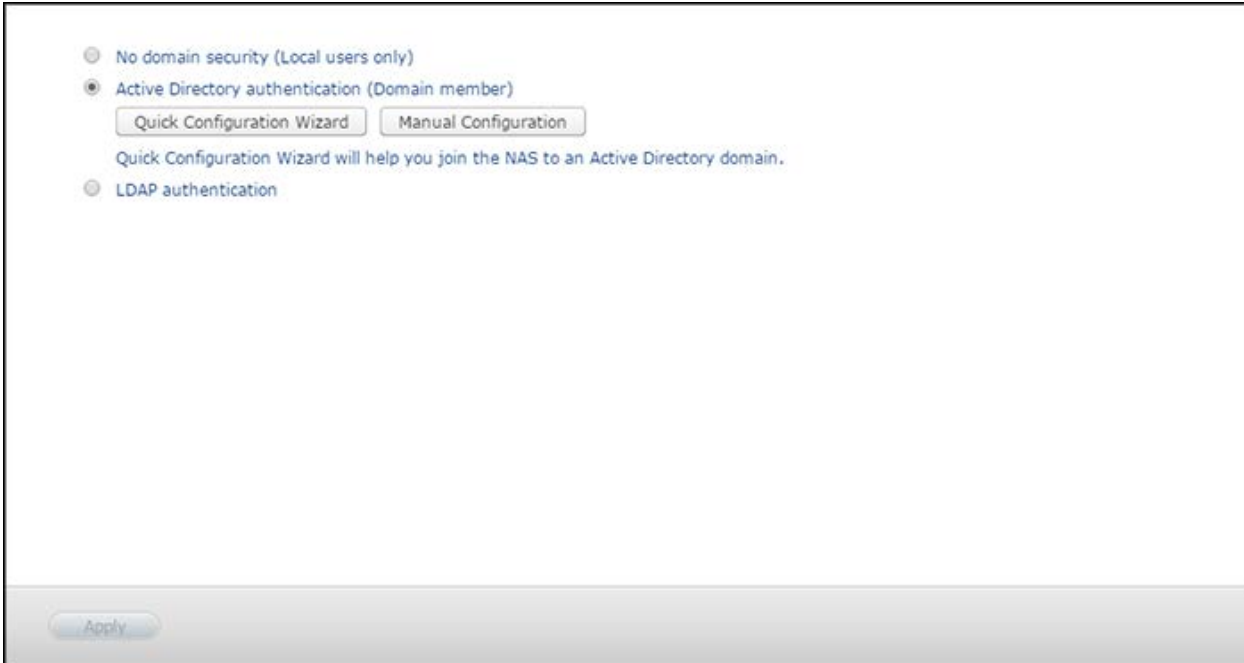 No domain security (Local users only)
Active Directory authentication (Domain member)
Quick Configuration Wizard Manual Configuration
Quick Configuration Wizard will help you join the NAS to an Active Directory domain.
LDAP authentication
Apply